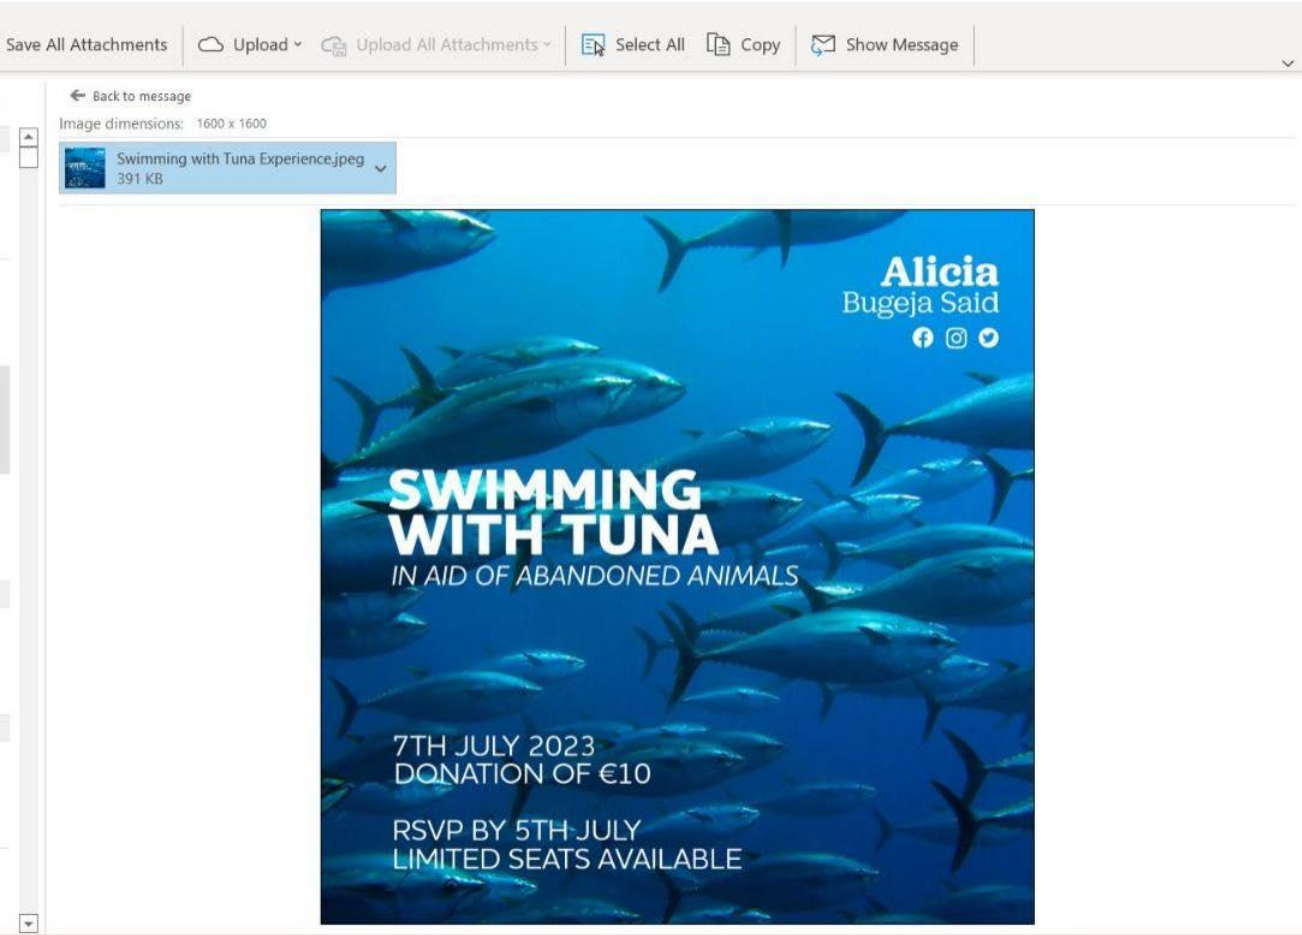 Save All Attachments Upload Upload All Attachments Select All Copy Show Message
Back to message
Image dimensions: 1600 x 1600
Swimming with Tuna Experience.jpeg
391 KB
Alicia
Bugeja Said
SWIMMING
WITH TUNA
IN AID OF ABANDONED ANIMALS
7TH JULY 2023
DONATION OF €10
RSVP BY 5TH JULY
LIMITED SEATS AVAILABLE